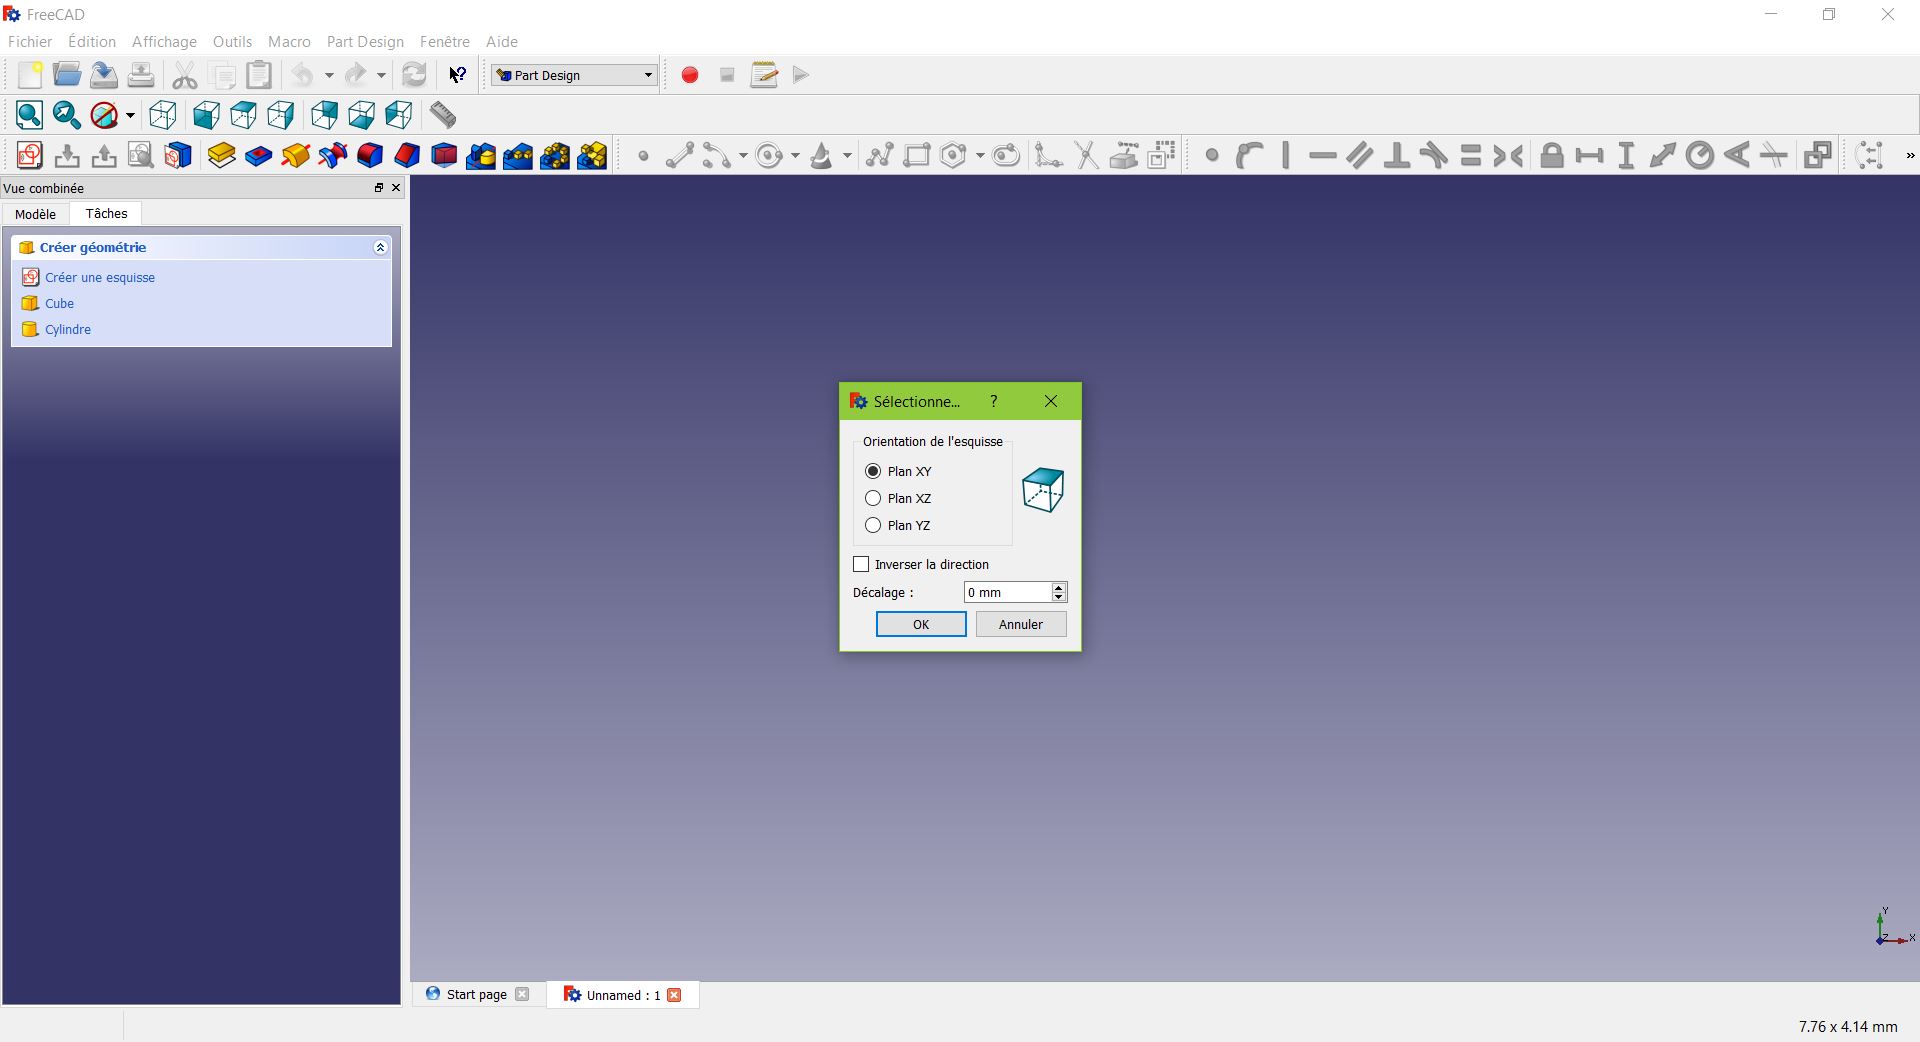 FreeCAD
Fichier Édition Affichage Outils Macro Part Design Fenêtre Aide
Part Design
Vue combinée
Modèle Tâches
Créer géométrie
Créer une esquisse
Cube
Cylindre
Sélectionne... ?
Orientation de l'esquisse
Plan XY
Plan XZ
Plan YZ
Inverser la direction
Décalage : 0 mm
OK Annuler
Y
Z X
Start page Unnamed : 1
7.76 x 4.14 mm